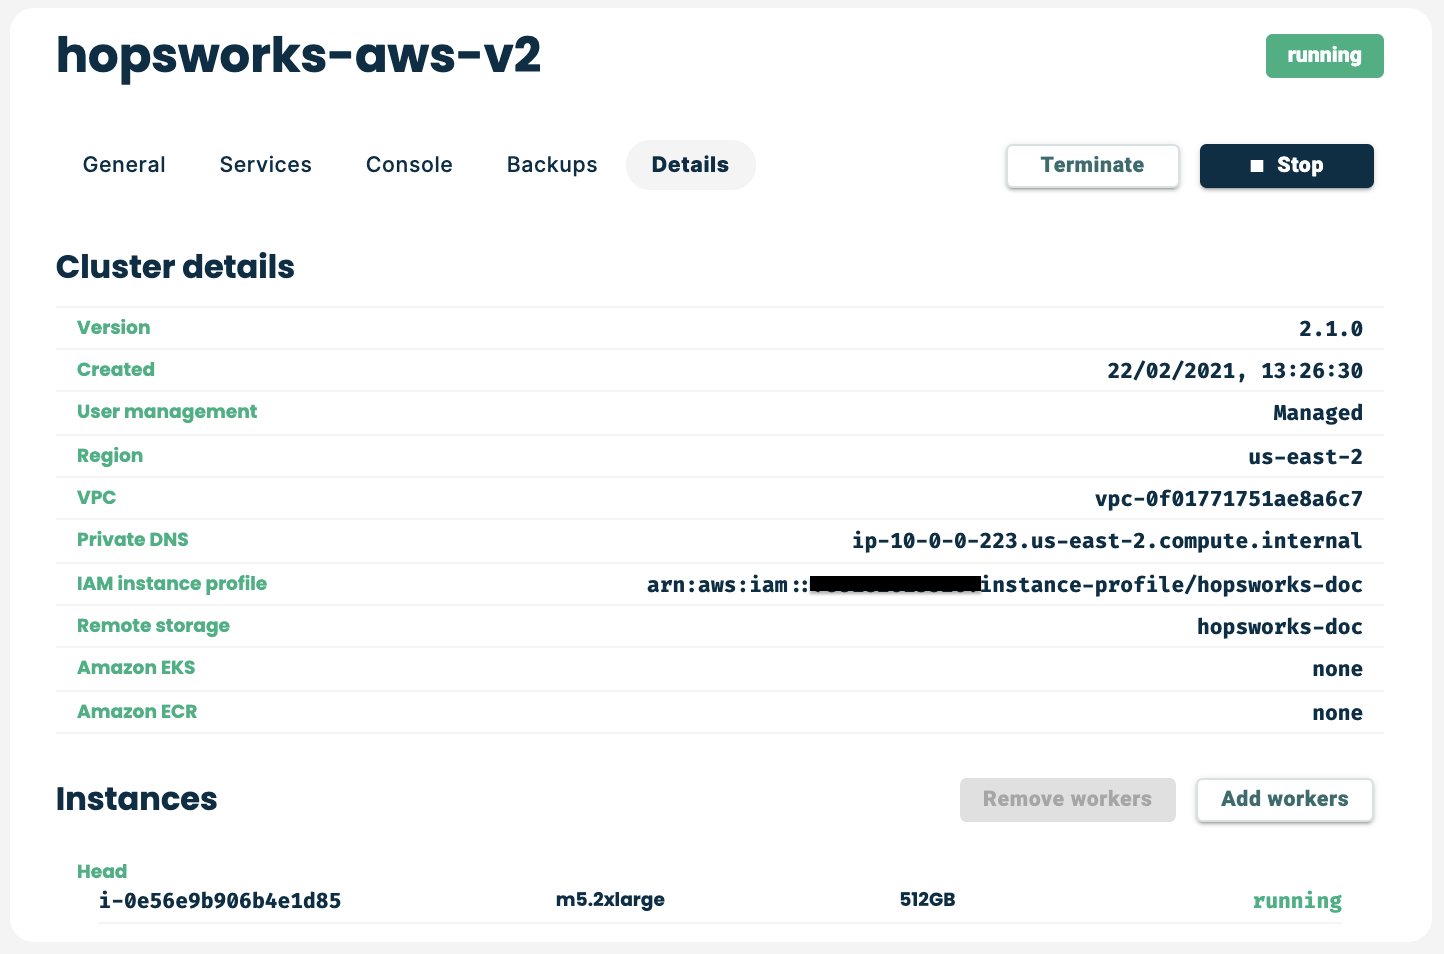 hopsworks-aws-v2
running
General Services Console Backups Details Terminate Stop
Cluster details
Version 2.1.0
Created 22/02/2021, 13:26:30
User management Managed
Region us-east-2
VPC vpc-0f01771751ae8a6c7
Private DNS ip-10-0-0-223.us-east-2.compute.internal
IAM instance profile arn:aws:iam:: instance-profile/hopsworks-doc
Remote storage hopsworks-doc
Amazon EKS none
Amazon ECR none
Instances Remove workers Add workers
Head
i-0e56e9b906b4e1d85 m5.2xlarge 512GB running